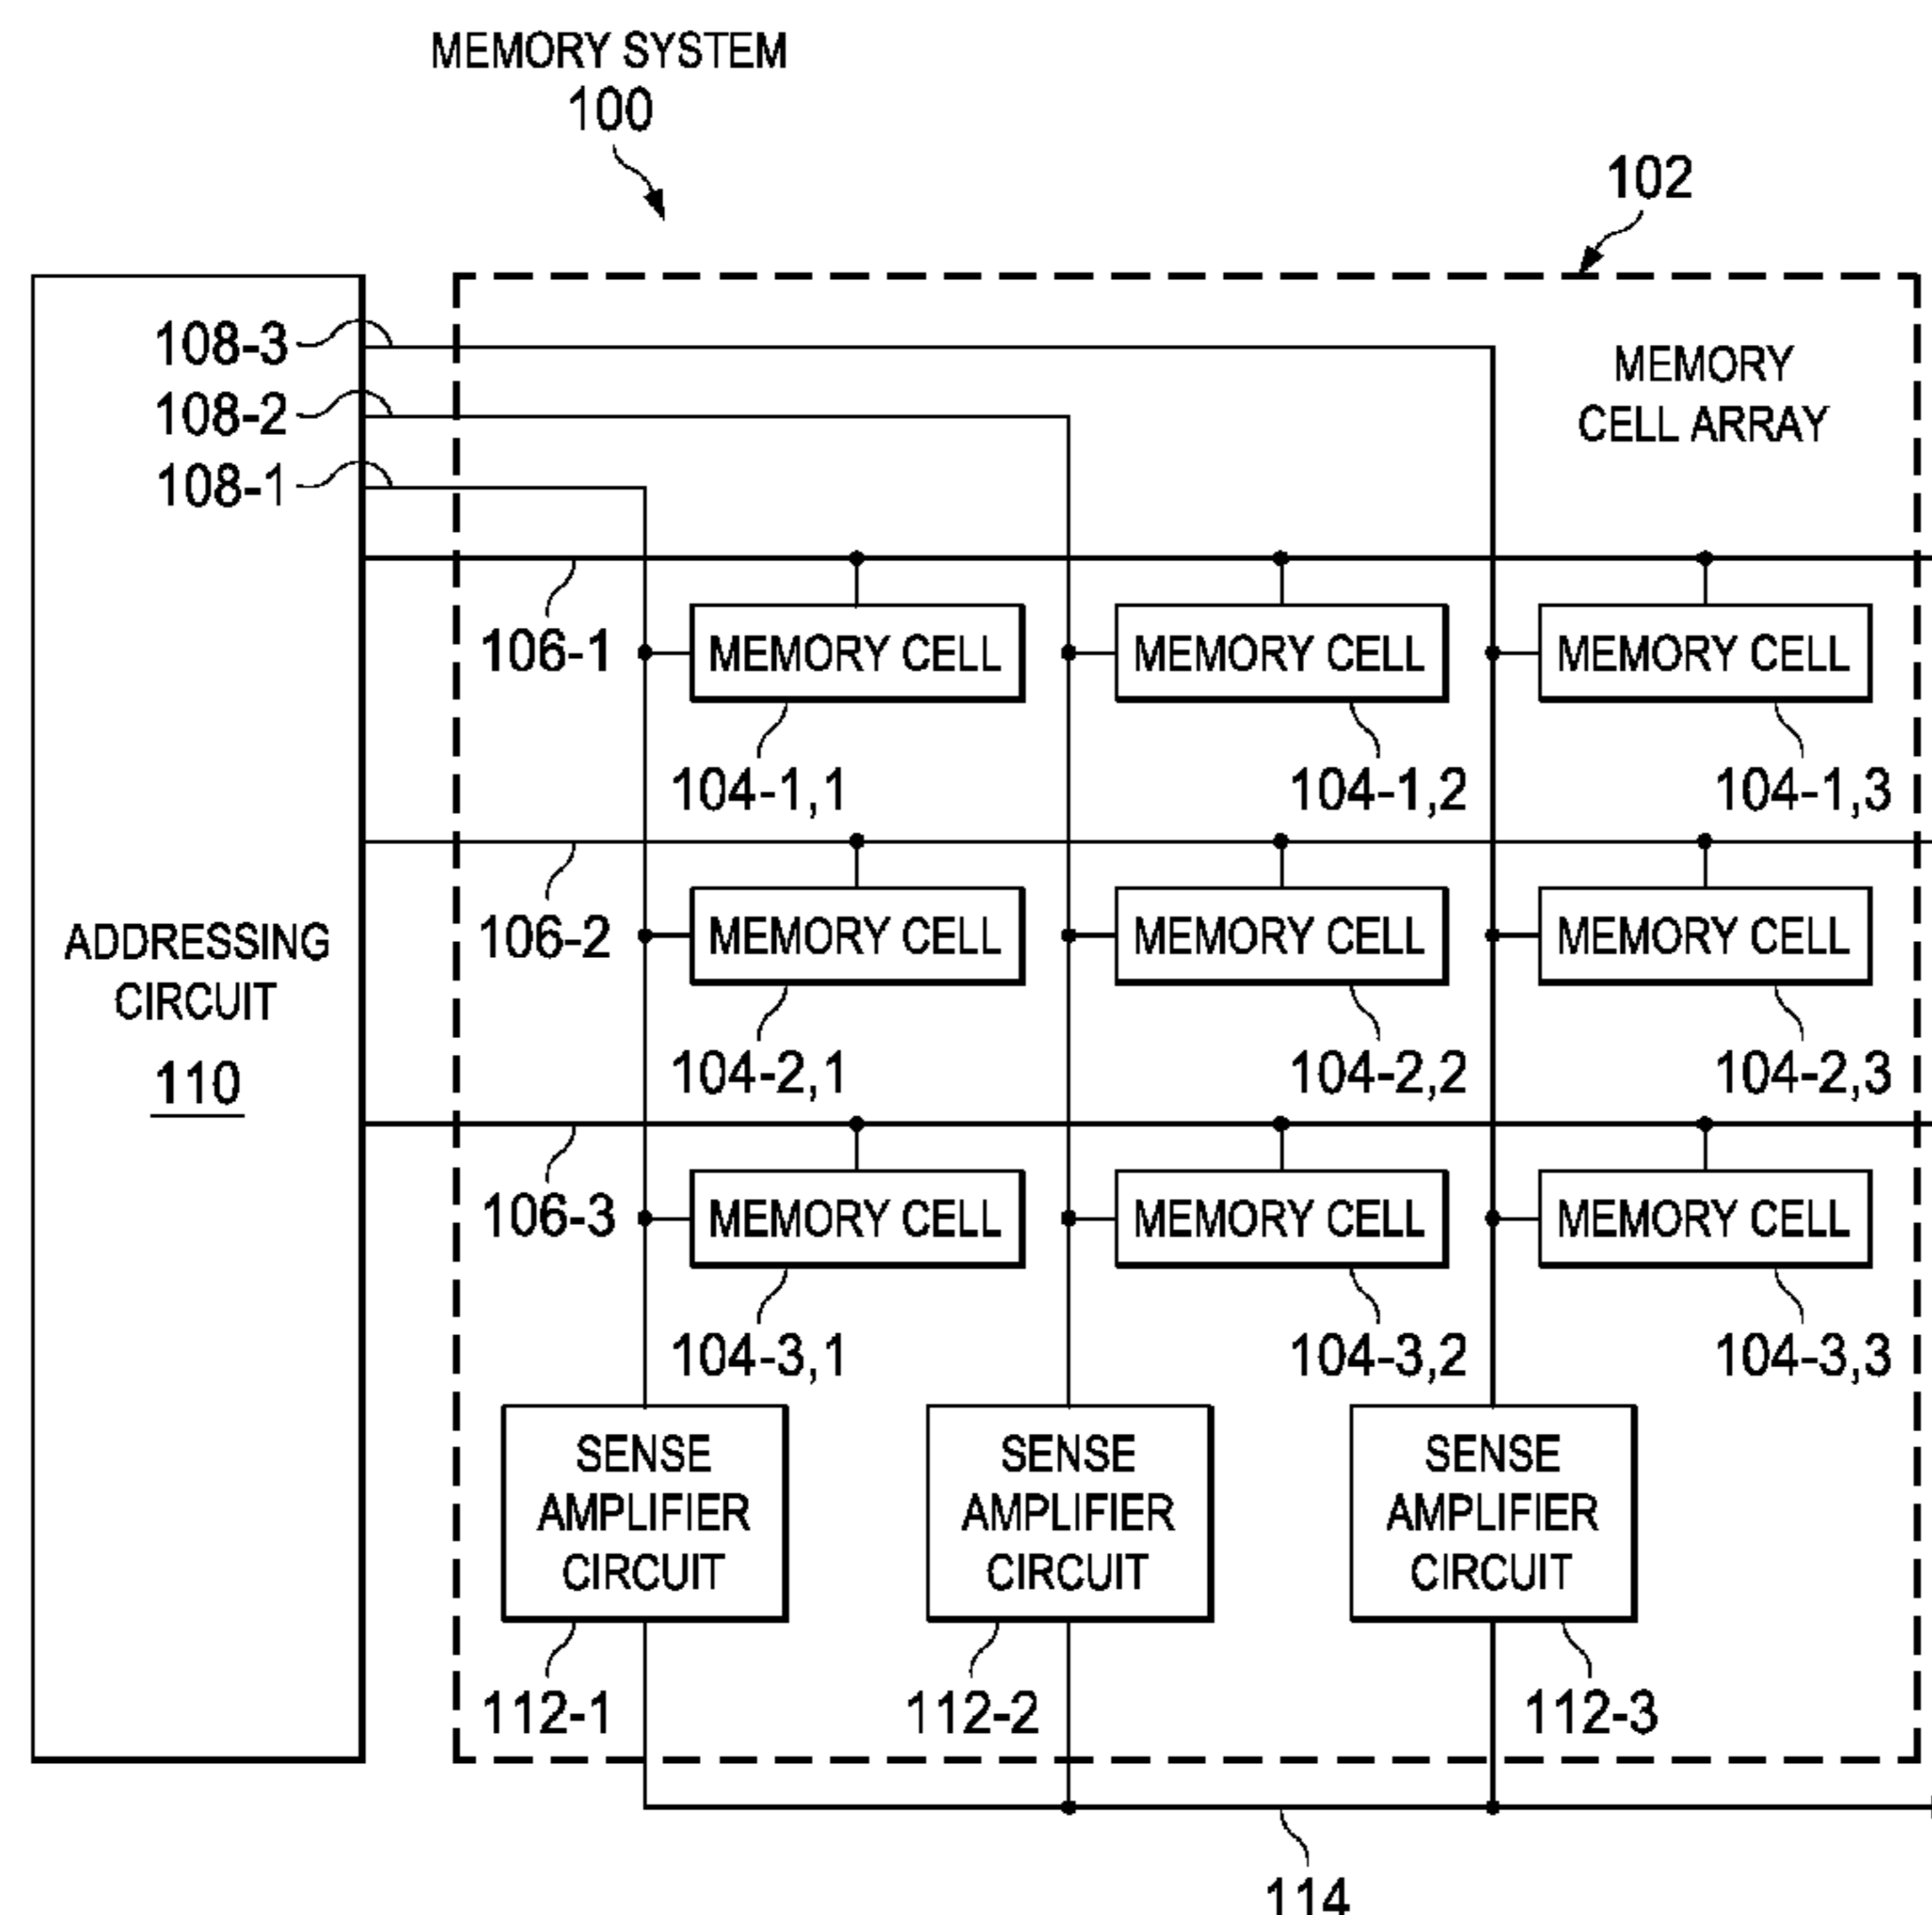 MEMORY SYSTEM
100
102
108-3
108-2
108-1
MEMORY
CELL ARRAY
106-1
MEMORY CELL
MEMORY CELL
MEMORY CELL
104-1,1
104-1,2
104-1,3
106-2
MEMORY CELL
MEMORY CELL
MEMORY CELL
ADDRESSING
CIRCUIT
110
104-2,1
104-2,2
104-2,3
106-3
MEMORY CELL
MEMORY CELL
MEMORY CELL
104-3,1
104-3,2
104-3,3
SENSE
AMPLIFIER
CIRCUIT
SENSE
AMPLIFIER
CIRCUIT
SENSE
AMPLIFIER
CIRCUIT
112-1
112-2
112-3
114